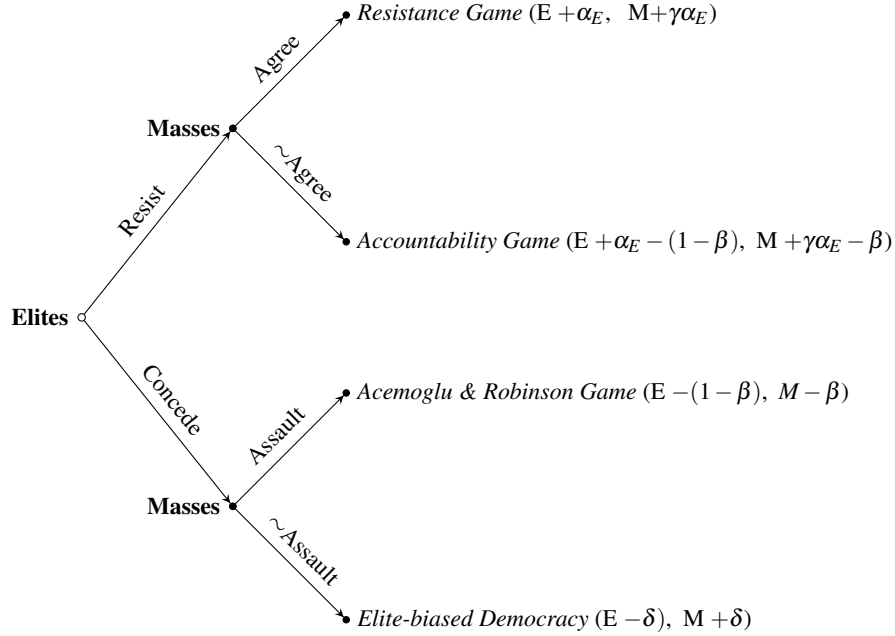 Resistance Game (E +α_E, M+γα_E)
Agree
Masses
~Agree
Resist
Accountability Game (E +α_E − (1 − β), M +γα_E − β)
Elites
Concede
Acemoglu & Robinson Game (E −(1 − β), M − β)
Assault
Masses
~Assault
Elite-biased Democracy (E −δ), M +δ)